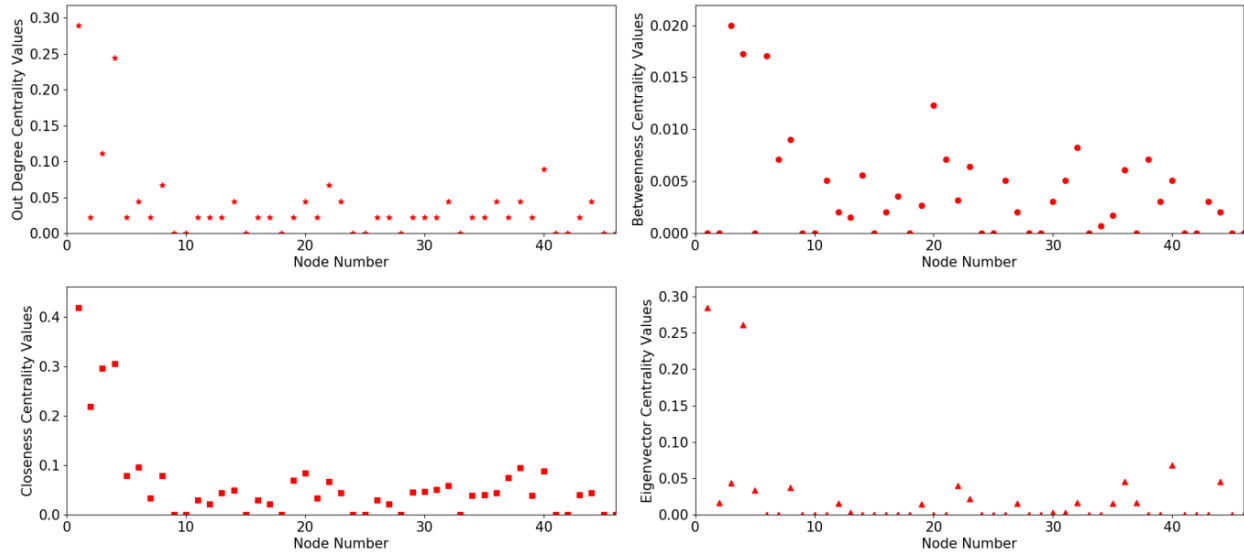 Out Degree Centrality Values
0.30
0.25
0.20
0.15
0.10
0.05
0.00
0 10 20 30 40
Node Number
Betweenness Centrality Values
0.020
0.015
0.010
0.005
0.000
0 10 20 30 40
Node Number
Closeness Centrality Values
0.4
0.3
0.2
0.1
0.0
0 10 20 30 40
Node Number
Eigenvector Centrality Values
0.30
0.25
0.20
0.15
0.10
0.05
0.00
0 10 20 30 40
Node Number